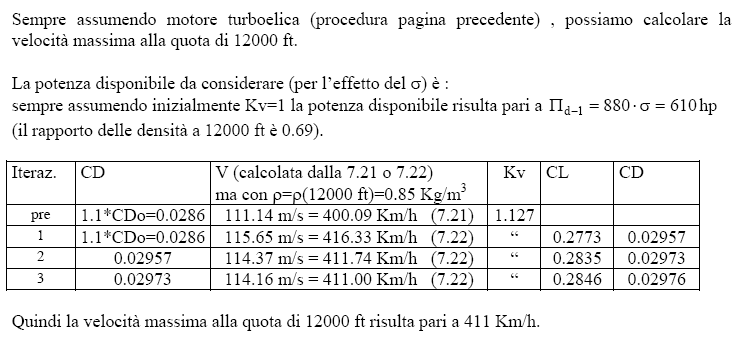 Sempre assumendo motore turboelica (procedura pagina precedente) , possiamo calcolare la
velocità massima alla quota di 12000 ft.
La potenza disponibile da considerare (per l'effetto del σ) è :
sempre assumendo inizialmente Kv=1 la potenza disponibile risulta pari a Π_{d−1} = 880·σ = 610 hp
(il rapporto delle densità a 12000 ft è 0.69).
Iteraz. CD V (calcolata dalla 7.21 o 7.22) Kv CL CD
ma con ρ=ρ(12000 ft)=0.85 Kg/m³
pre 1.1*CDo=0.0286 111.14 m/s = 400.09 Km/h (7.21) 1.127
1 1.1*CDo=0.0286 115.65 m/s = 416.33 Km/h (7.22) “ 0.2773 0.02957
2 0.02957 114.37 m/s = 411.74 Km/h (7.22) “ 0.2835 0.02973
3 0.02973 114.16 m/s = 411.00 Km/h (7.22) “ 0.2846 0.02976
Quindi la velocità massima alla quota di 12000 ft risulta pari a 411 Km/h.